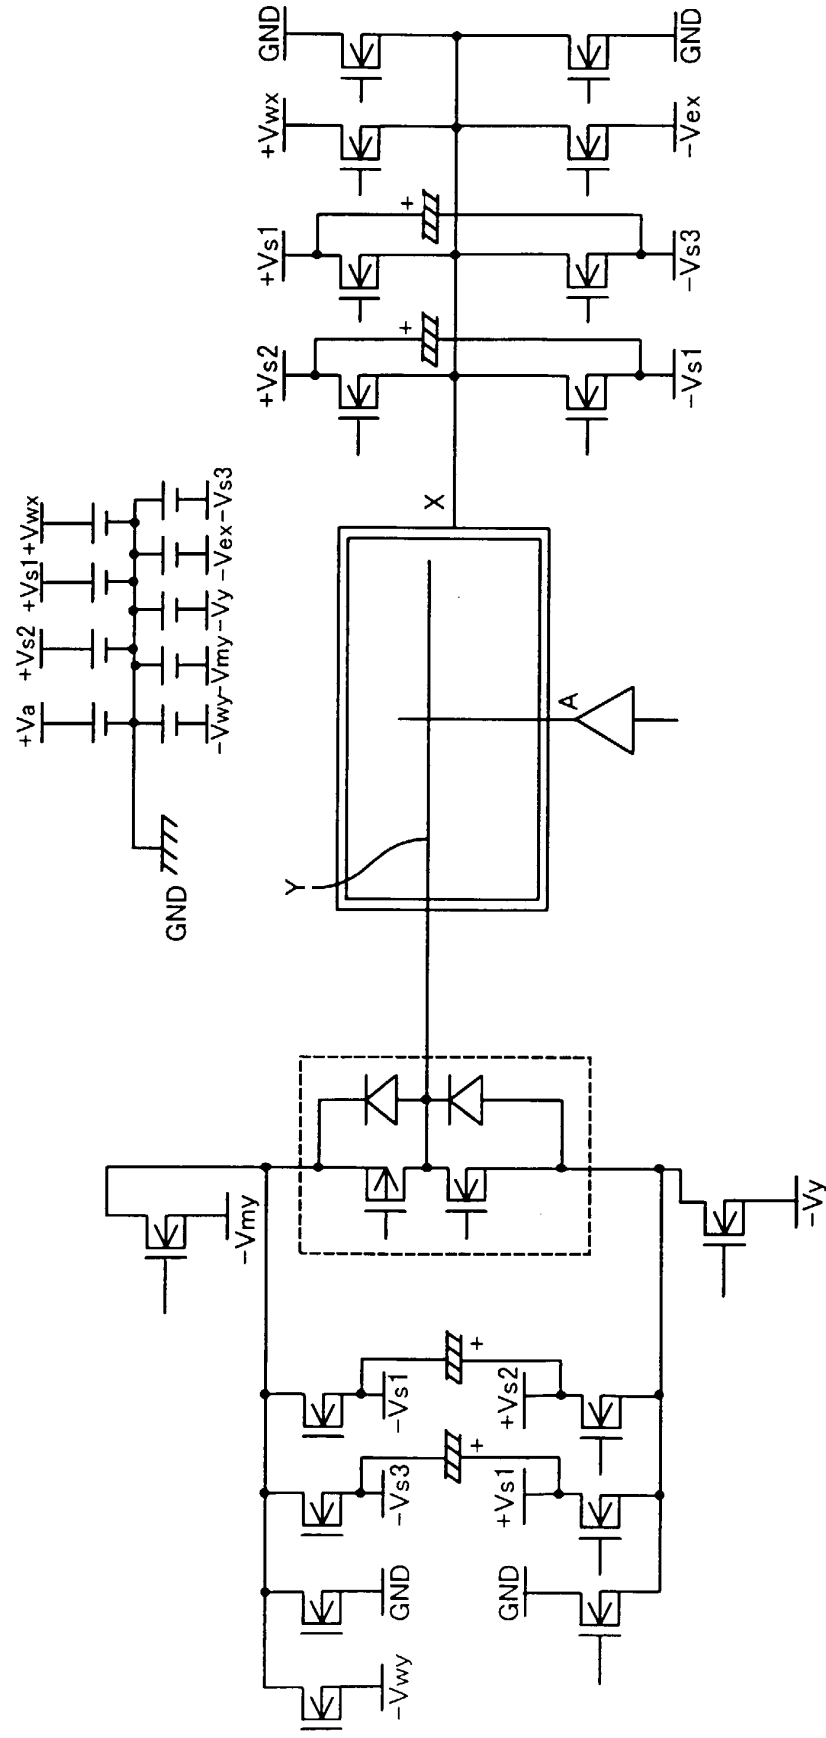 +Va +Vs2 +Vs1 +Vwx
GND
-Vwy -Vmy -Vy -Vex -Vs3
-Vmy
+Vs2 +Vs1 +Vwx GND
Y
-Vwy GND -Vs3 -Vs1
+ +
X
+ +
GND +Vs1 +Vs2
A
-Vs1 -Vs3 -Vex GND
-Vy